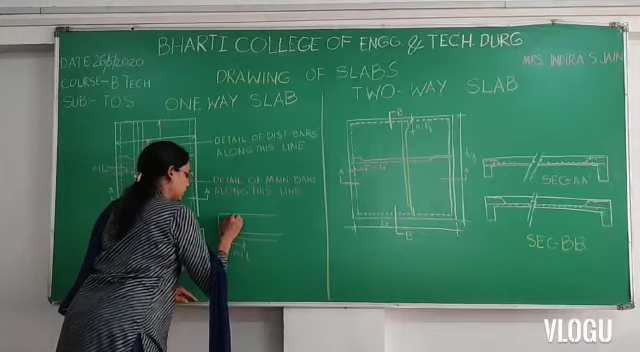 BHARTI COLLEGE OF ENGG. & TECH. DURG
DATE 26/5/2020
COURSE:- B TECH
SUB:- T.O.S
MRS. INDIRA S JAIN
DRAWING OF SLABS
ONE WAY SLAB
TWO-WAY SLAB
DETAIL OF DIST BARS
ALONG THIS LINE
DETAIL OF MAIN BARS
ALONG THIS LINE
A
A
B
B
A
A
SEC-AA
SEC-BB
VLOGU